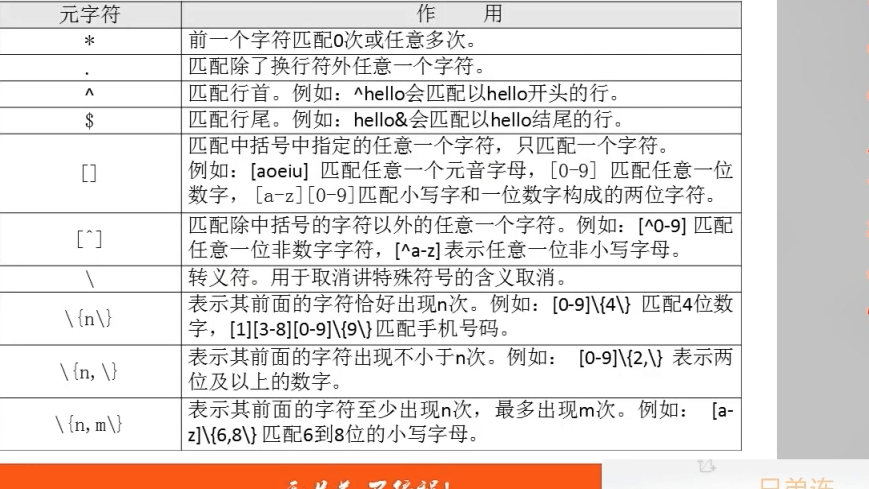 元字符 作 用
* 前一个字符匹配0次或任意多次。
. 匹配除了换行符外任意一个字符。
^ 匹配行首。例如：^hello会匹配以hello开头的行。
$ 匹配行尾。例如：hello&会匹配以hello结尾的行。
[] 匹配中括号中指定的任意一个字符，只匹配一个字符。
例如：[aoeiu] 匹配任意一个元音字母，[0-9] 匹配任意一位
数字， [a-z][0-9]匹配小写字和一位数字构成的两位字符。
[^] 匹配除中括号的字符以外的任意一个字符。例如：[^0-9] 匹配
任意一位非数字字符，[^a-z]表示任意一位非小写字母。
\ 转义符。用于取消讲特殊符号的含义取消。
\{n\} 表示其前面的字符恰好出现n次。例如：[0-9]\{4\} 匹配4位数
字，[1][3-8][0-9]\{9\}匹配手机号码。
\{n,\} 表示其前面的字符出现不小于n次。例如： [0-9]\{2,\} 表示两
位及以上的数字。
\{n,m\} 表示其前面的字符至少出现n次，最多出现m次。例如： [a-
z]\{6,8\} 匹配6到8位的小写字母。
兄弟连